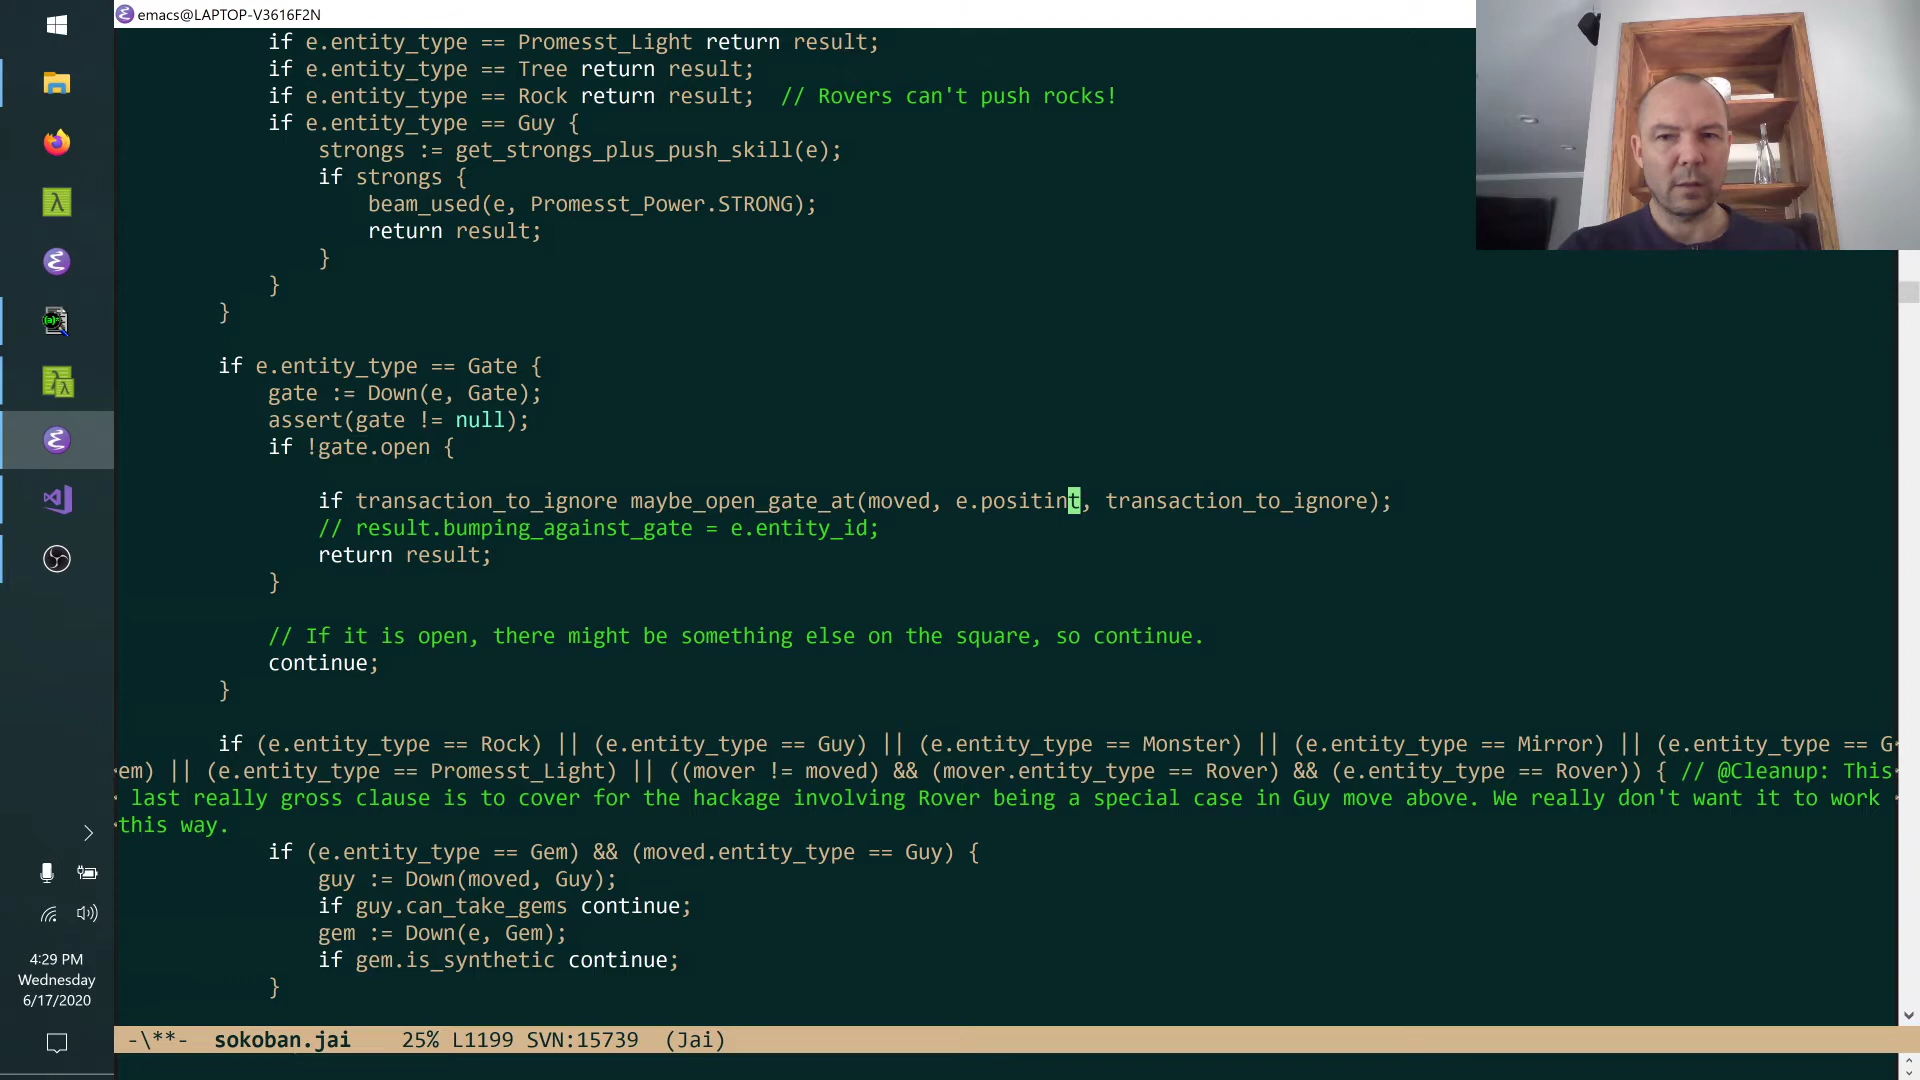 emacs@LAPTOP-V3616F2N
if e.entity_type == Promesst_Light return result;
if e.entity_type == Tree return result;
if e.entity_type == Rock return result;  // Rovers can't push rocks!
if e.entity_type == Guy {
strongs := get_strongs_plus_push_skill(e);
if strongs {
beam_used(e, Promesst_Power.STRONG);
return result;
}
}
}
if e.entity_type == Gate {
gate := Down(e, Gate);
assert(gate != null);
if !gate.open {
if transaction_to_ignore maybe_open_gate_at(moved, e.positint, transaction_to_ignore);
// result.bumping_against_gate = e.entity_id;
return result;
}
// If it is open, there might be something else on the square, so continue.
continue;
}
if (e.entity_type == Rock) || (e.entity_type == Guy) || (e.entity_type == Monster) || (e.entity_type == Mirror) || (e.entity_type == G
em) || (e.entity_type == Promesst_Light) || ((mover != moved) && (mover.entity_type == Rover) && (e.entity_type == Rover)) { // @Cleanup: This
last really gross clause is to cover for the hackage involving Rover being a special case in Guy move above. We really don't want it to work
this way.
if (e.entity_type == Gem) && (moved.entity_type == Guy) {
guy := Down(moved, Guy);
if guy.can_take_gems continue;
gem := Down(e, Gem);
if gem.is_synthetic continue;
}
4:29 PM
Wednesday
6/17/2020
-\**-  sokoban.jai    25% L1199 SVN:15739  (Jai)